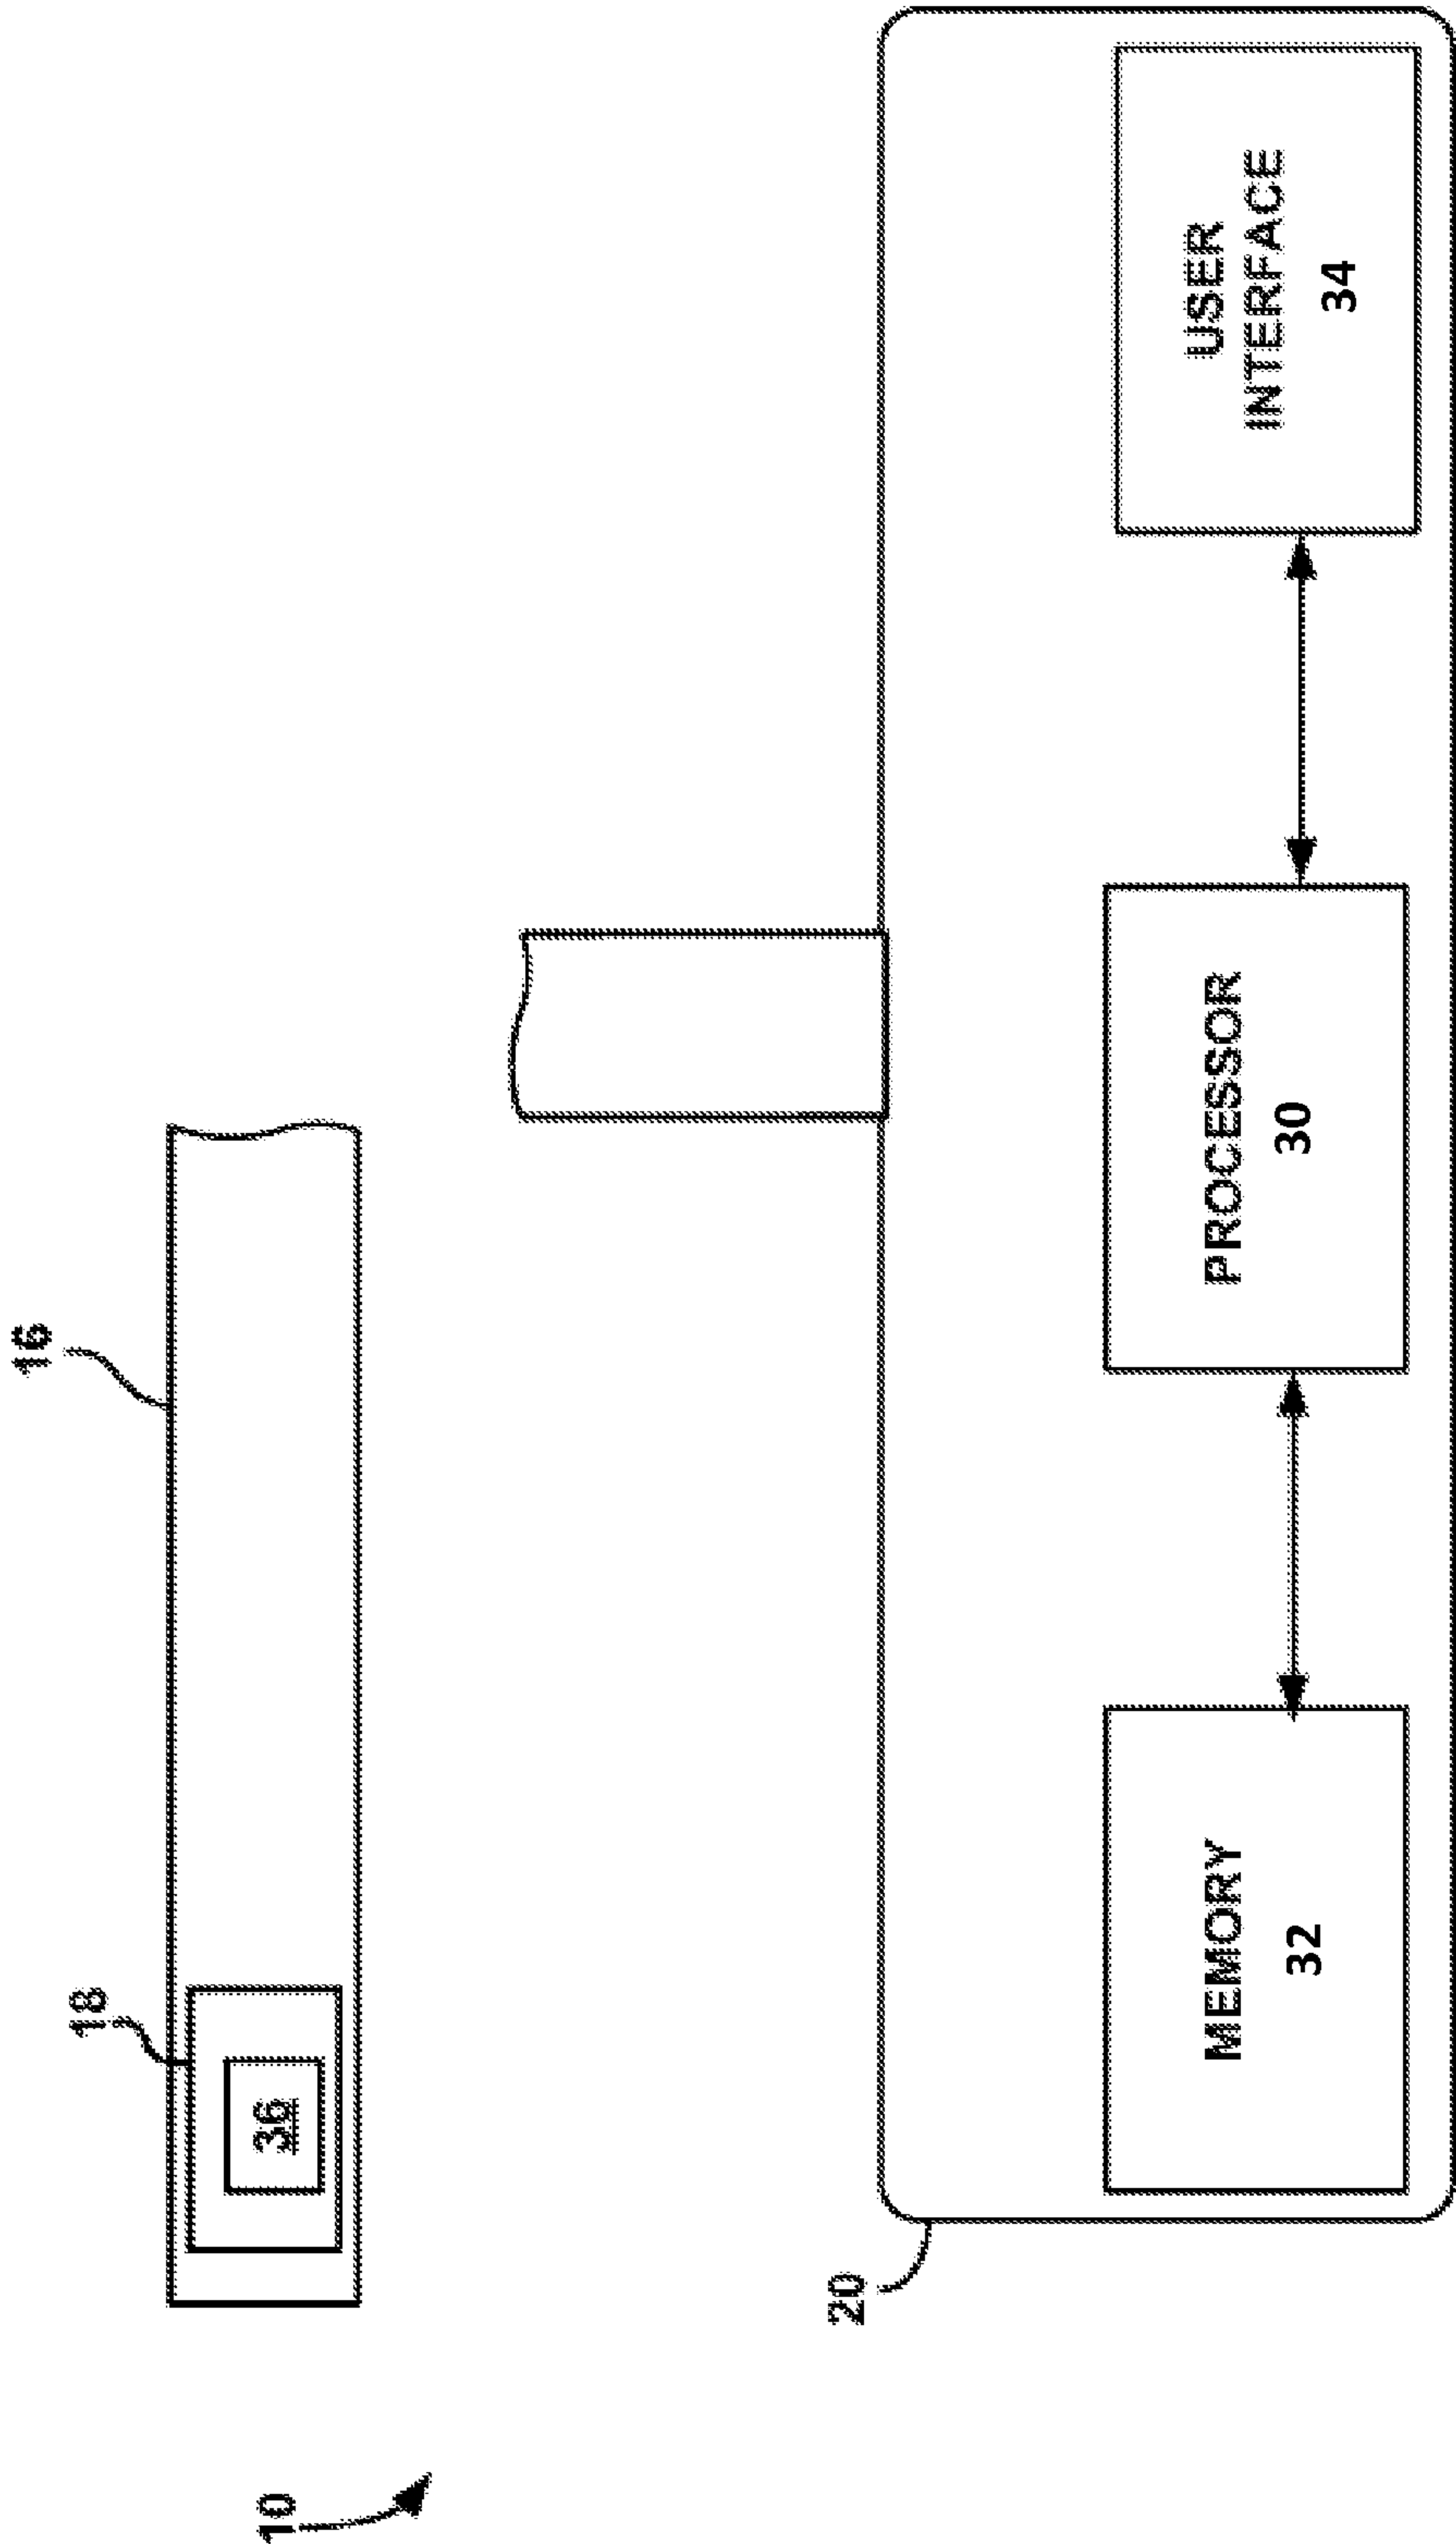 10
16
18
36
20
MEMORY
32
PROCESSOR
30
USER
INTERFACE
34